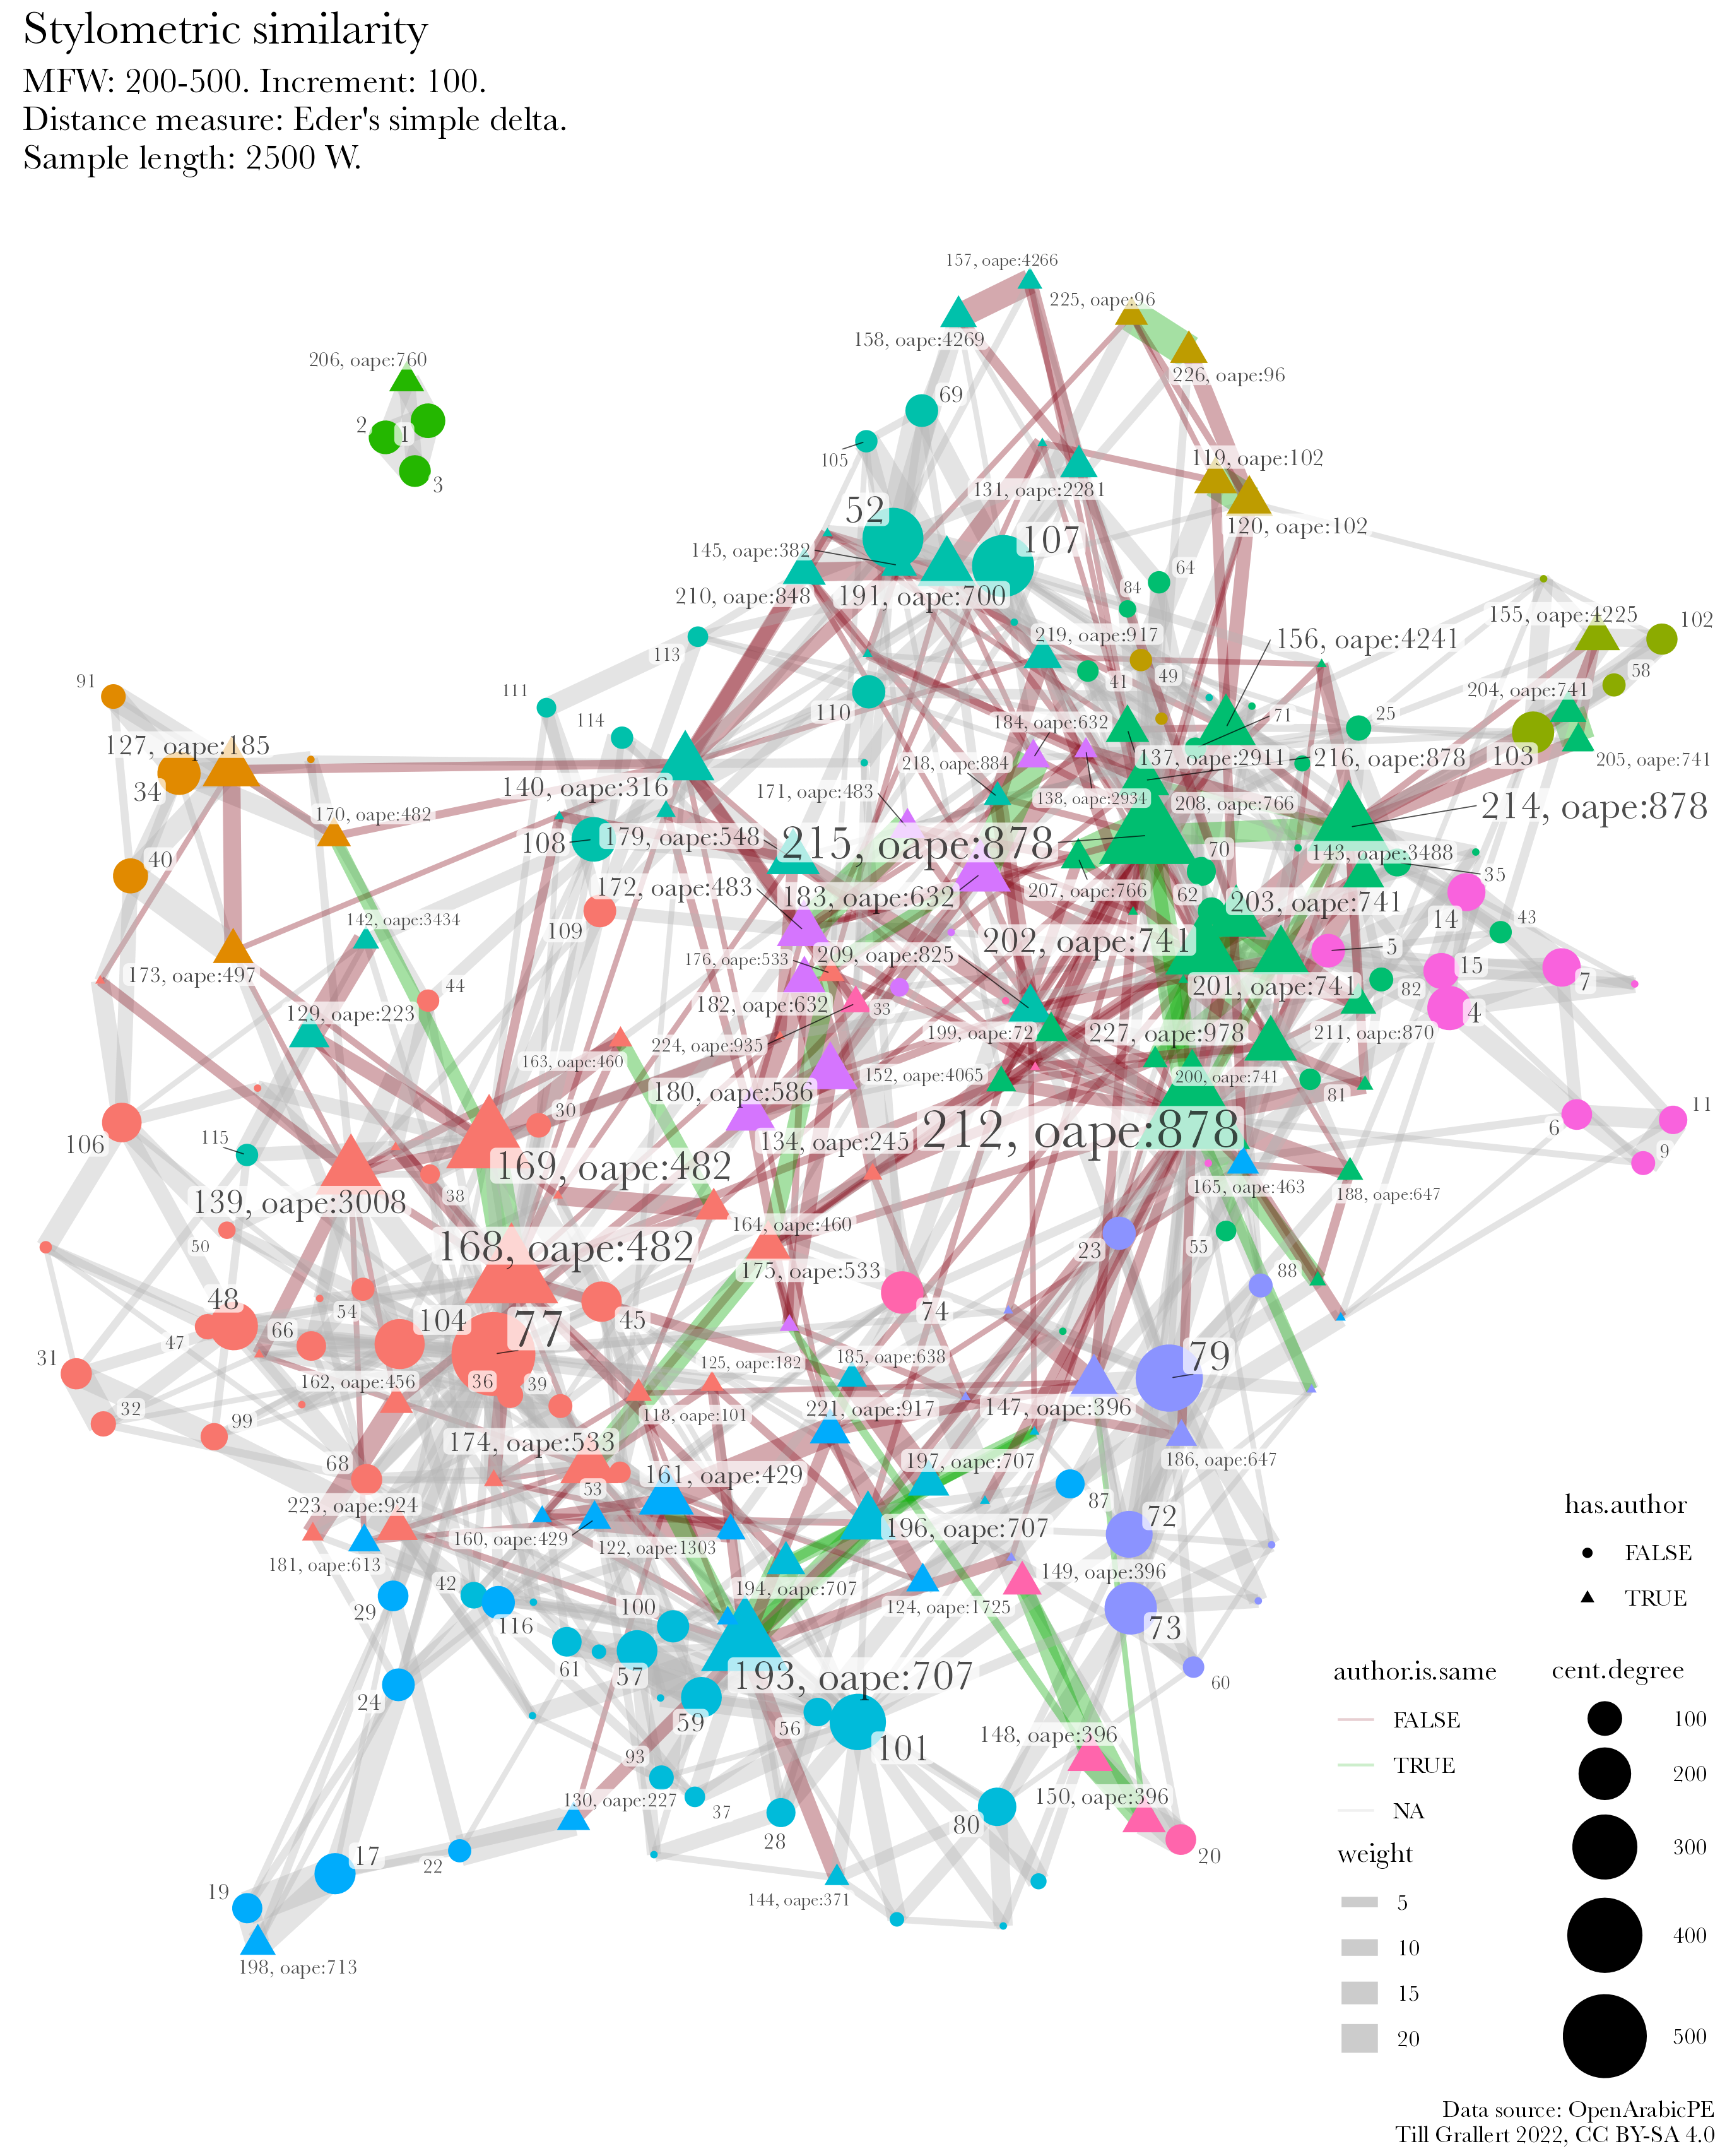 Stylometric similarity
MFW: 200-500. Increment: 100.
Distance measure: Eder's simple delta.
Sample length: 2500 W.
157, oape:4266
225, oape:96
158, oape:4269
206, oape:760
226, oape:96
69
2
1
105
119, oape:102
3
131, oape:2281
52
120, oape:102
107
145, oape:382
64
84
210, oape:848
191, oape:700
155, oape:4225
102
219, oape:917
156, oape:4241
113
58
91
41
49
204, oape:741
111
110
71
25
114
184, oape:632
127, oape:185
137, oape:2911
216, oape:878
103
205, oape:741
218, oape:884
140, oape:316
34
171, oape:483
138, oape:2934
208, oape:766
214, oape:878
170, oape:482
108
179, oape:548
215, oape:878
70
143, oape:3488
40
35
172, oape:483
183, oape:632
207, oape:766
62
203, oape:741
14
142, oape:3434
43
109
202, oape:741
5
176, oape:533
209, oape:825
15
173, oape:497
7
44
201, oape:741
82
182, oape:632
33
129, oape:223
4
199, oape:72
227, oape:978
211, oape:870
224, oape:935
163, oape:460
152, oape:4065
200, oape:741
180, oape:586
81
11
30
212, oape:878
6
115
106
134, oape:245
9
169, oape:482
165, oape:463
38
188, oape:647
139, oape:3008
164, oape:460
50
168, oape:482
23
55
175, oape:533
88
48
54
74
104
77
45
66
47
31
185, oape:638
79
125, oape:182
162, oape:456
36
39
32
221, oape:917
147, oape:396
118, oape:101
99
174, oape:533
197, oape:707
186, oape:647
68
161, oape:429
53
87
223, oape:924
72
196, oape:707
160, oape:429
122, oape:1303
181, oape:613
149, oape:396
42
194, oape:707
100
124, oape:1725
29
116
73
61
57
193, oape:707
60
24
59
56
148, oape:396
101
93
150, oape:396
130, oape:227
37
80
28
17
22
20
19
144, oape:371
198, oape:713
has.author
FALSE
TRUE
author.is.same
FALSE
TRUE
NA
weight
5
10
15
20
cent.degree
100
200
300
400
500
Data source: OpenArabicPE
Till Grallert 2022, CC BY-SA 4.0